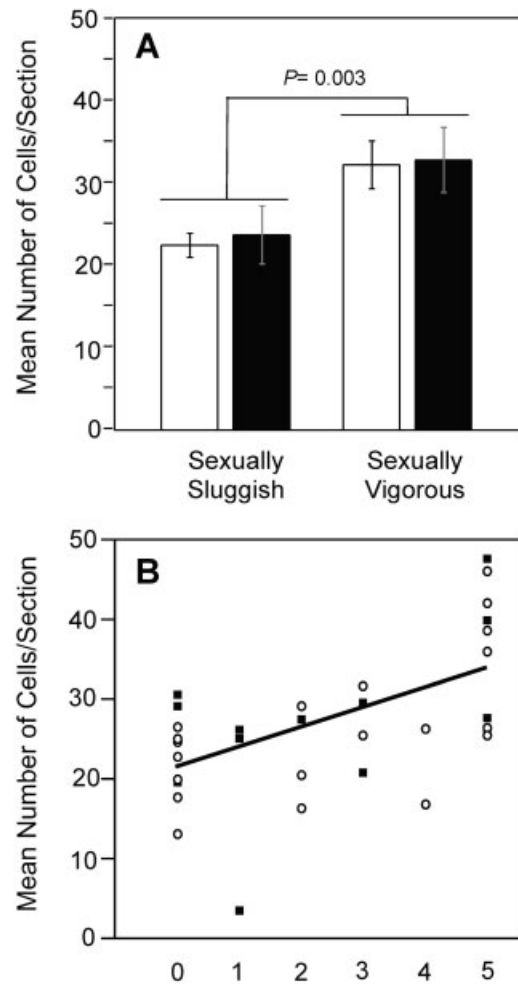 50
A
P= 0.003
40
30
20
10
0
Mean Number of Cells/Section
Sexually Sluggish
Sexually Vigorous
50
B
40
30
20
10
0
Mean Number of Cells/Section
0 1 2 3 4 5